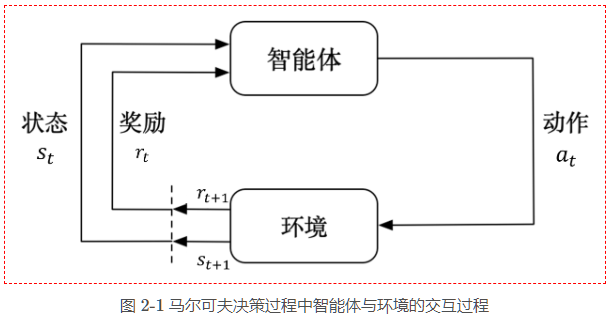 智能体
状态
s_t
奖励
r_t
动作
a_t
r_{t+1}
环境
s_{t+1}
图 2-1 马尔可夫决策过程中智能体与环境的交互过程